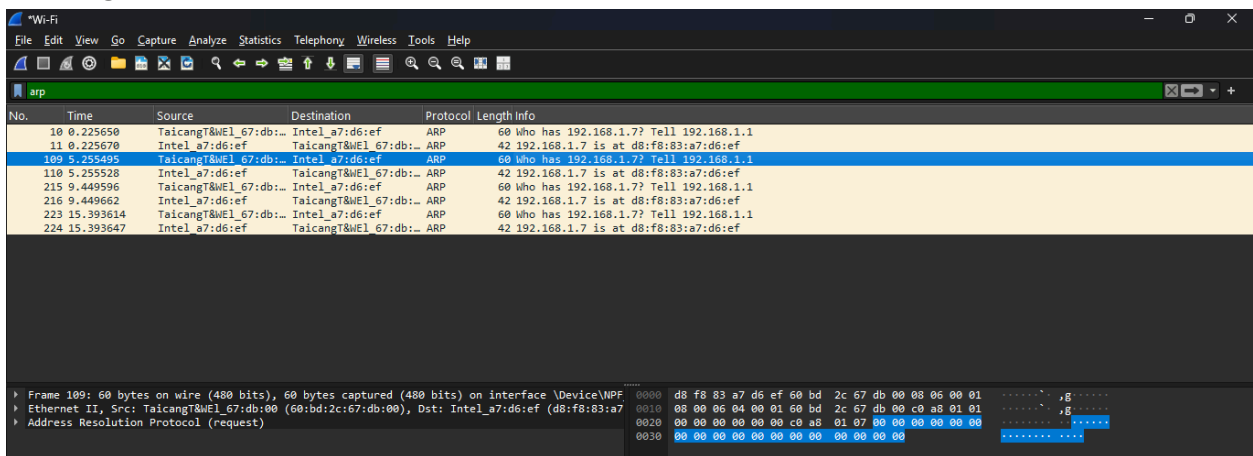 *Wi-Fi
File Edit View Go Capture Analyze Statistics Telephony Wireless Tools Help
arp
No. Time Source Destination Protocol Length Info
10 0.225650 TaicangT&WEl_67:db:… Intel_a7:d6:ef ARP 60 Who has 192.168.1.7? Tell 192.168.1.1
11 0.225670 Intel_a7:d6:ef TaicangT&WEl_67:db:… ARP 42 192.168.1.7 is at d8:f8:83:a7:d6:ef
109 5.255495 TaicangT&WEl_67:db:… Intel_a7:d6:ef ARP 60 Who has 192.168.1.7? Tell 192.168.1.1
110 5.255528 Intel_a7:d6:ef TaicangT&WEl_67:db:… ARP 42 192.168.1.7 is at d8:f8:83:a7:d6:ef
215 9.449596 TaicangT&WEl_67:db:… Intel_a7:d6:ef ARP 60 Who has 192.168.1.7? Tell 192.168.1.1
216 9.449662 Intel_a7:d6:ef TaicangT&WEl_67:db:… ARP 42 192.168.1.7 is at d8:f8:83:a7:d6:ef
223 15.393614 TaicangT&WEl_67:db:… Intel_a7:d6:ef ARP 60 Who has 192.168.1.7? Tell 192.168.1.1
224 15.393647 Intel_a7:d6:ef TaicangT&WEl_67:db:… ARP 42 192.168.1.7 is at d8:f8:83:a7:d6:ef
Frame 109: 60 bytes on wire (480 bits), 60 bytes captured (480 bits) on interface \Device\NPF
Ethernet II, Src: TaicangT&WEl_67:db:00 (60:bd:2c:67:db:00), Dst: Intel_a7:d6:ef (d8:f8:83:a7
Address Resolution Protocol (request)
0000 d8 f8 83 a7 d6 ef 60 bd 2c 67 db 00 08 06 00 01 ······`· ,g······
0010 08 00 06 04 00 01 60 bd 2c 67 db 00 c0 a8 01 01 ······`· ,g······
0020 00 00 00 00 00 00 c0 a8 01 07 00 00 00 00 00 00 ········ ········
0030 00 00 00 00 00 00 00 00 00 00 00 00 ········ ····